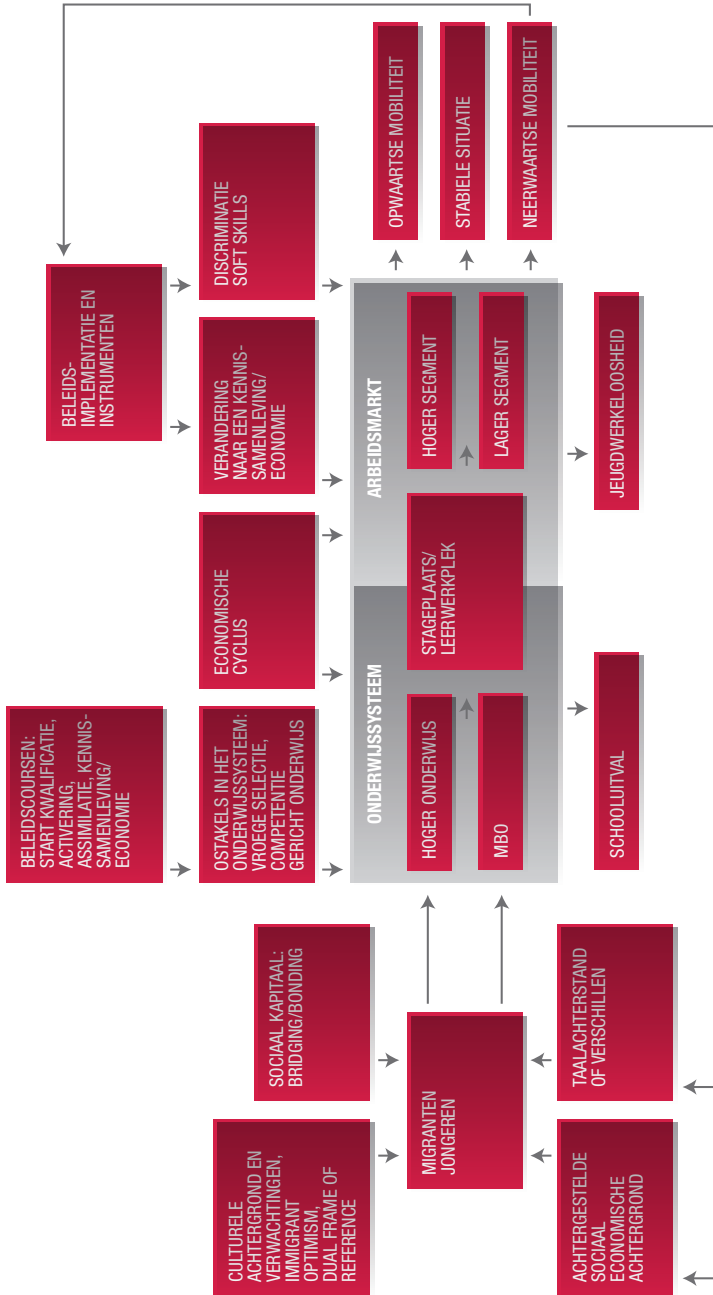 BELEIDSCOURSEN:
START KWALIFICATIE,
ACTIVERING,
ASSIMILATIE, KENNIS-
SAMENLEVING/
ECONOMIE
BELEIDS-
IMPLEMENTATIE EN
INSTRUMENTEN
CULTURELE
ACHTERGROND EN
VERWACHTINGEN,
IMMIGRANT
OPTIMISM,
DUAL FRAME OF
REFERENCE
SOCIAAL KAPITAAL:
BRIDGING/BONDING
OSTAKELS IN HET
ONDERWIJSSYSTEEM:
VROEGE SELECTIE,
COMPETENTIE
GERICHT ONDERWIJS
ECONOMISCHE
CYCLUS
VERANDERING
NAAR EEN KENNIS-
SAMENLEVING/
ECONOMIE
DISCRIMINATIE
SOFT SKILLS
MIGRANTEN
JONGEREN
ONDERWIJSSYSTEEM
HOGER ONDERWIJS
MBO
STAGEPLAATS/
LEERWERKPLEK
ARBEIDSMARKT
HOGER SEGMENT
LAGER SEGMENT
OPWAARTSE MOBILITEIT
STABIELE SITUATIE
NEERWAARTSE MOBILITEIT
ACHTERGESTELDE
SOCIAAL
ECONOMISCHE
ACHTERGROND
TAALACHTERSTAND
OF VERSCHILLEN
SCHOOLUITVAL
JEUGDWERKELOOSHEID